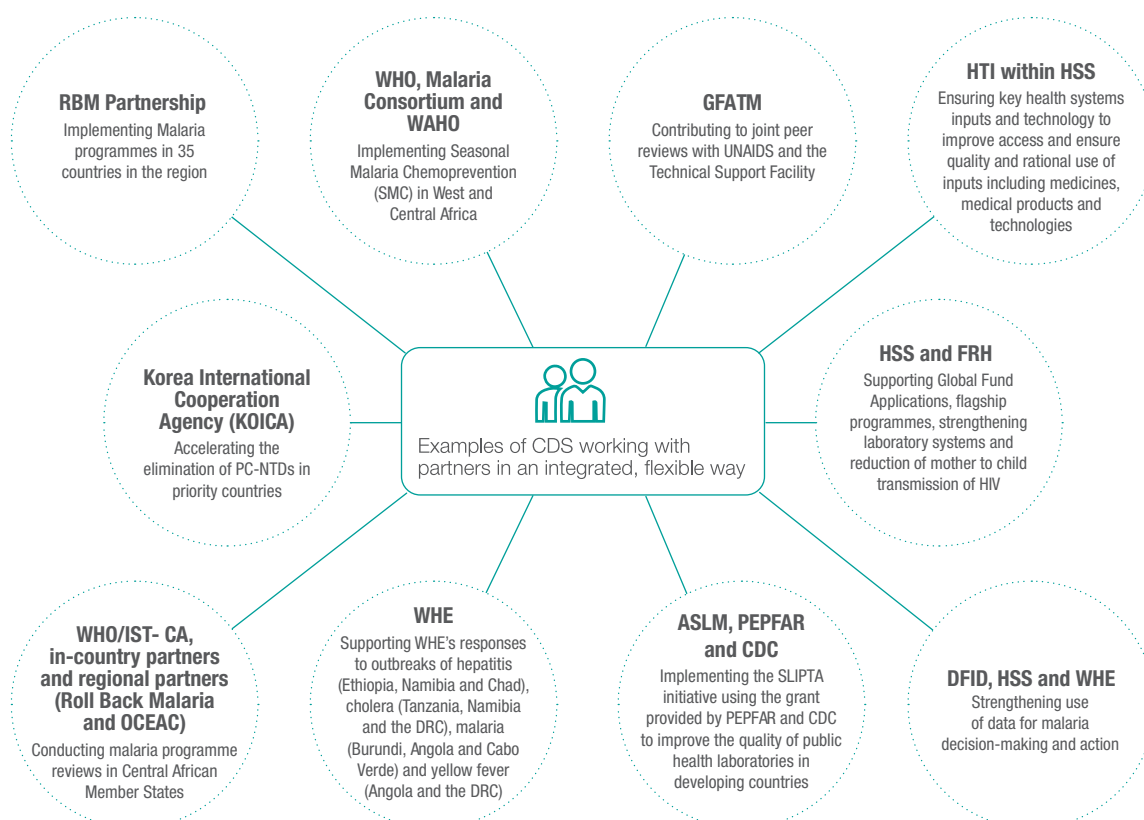 RBM Partnership
Implementing Malaria
programmes in 35
countries in the region
WHO, Malaria
Consortium and
WAHO
Implementing Seasonal
Malaria Chemoprevention
(SMC) in West and
Central Africa
GFATM
Contributing to joint peer
reviews with UNAIDS and the
Technical Support Facility
HTI within HSS
Ensuring key health systems
inputs and technology to
improve access and ensure
quality and rational use of
inputs including medicines,
medical products and
technologies
Korea International
Cooperation
Agency (KOICA)
Accelerating the
elimination of PC-NTDs in
priority countries
Examples of CDS working with
partners in an integrated, flexible way
HSS and FRH
Supporting Global Fund
Applications, flagship
programmes, strengthening
laboratory systems and
reduction of mother to child
transmission of HIV
WHO/IST- CA,
in-country partners
and regional partners
(Roll Back Malaria
and OCEAC)
Conducting malaria programme
reviews in Central African
Member States
WHE
Supporting WHE's responses
to outbreaks of hepatitis
(Ethiopia, Namibia and Chad),
cholera (Tanzania, Namibia
and the DRC), malaria
(Burundi, Angola and Cabo
Verde) and yellow fever
(Angola and the DRC)
ASLM, PEPFAR
and CDC
Implementing the SLIPTA
initiative using the grant
provided by PEPFAR and CDC
to improve the quality of public
health laboratories in
developing countries
DFID, HSS and WHE
Strengthening use
of data for malaria
decision-making and action